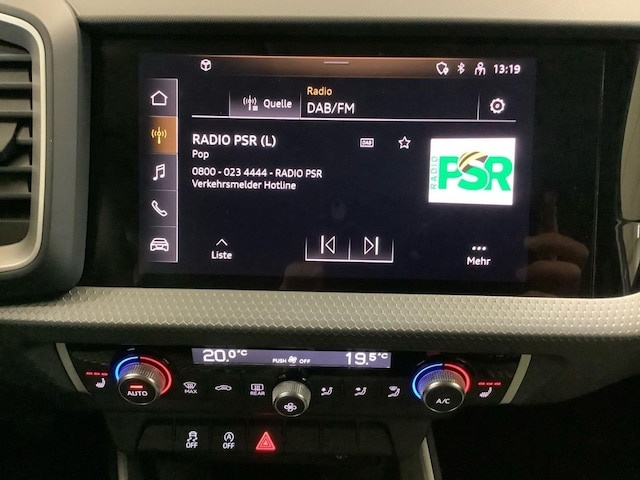 13:19
Radio
Quelle
DAB/FM
RADIO PSR (L)
DAB
Pop
0800 - 023 4444 - RADIO PSR
Verkehrsmelder Hotline
RADIO PSR
Liste
Mehr
20.0°C
PUSH OFF
19.5°C
AUTO
MAX
REAR
A/C
OFF
OFF